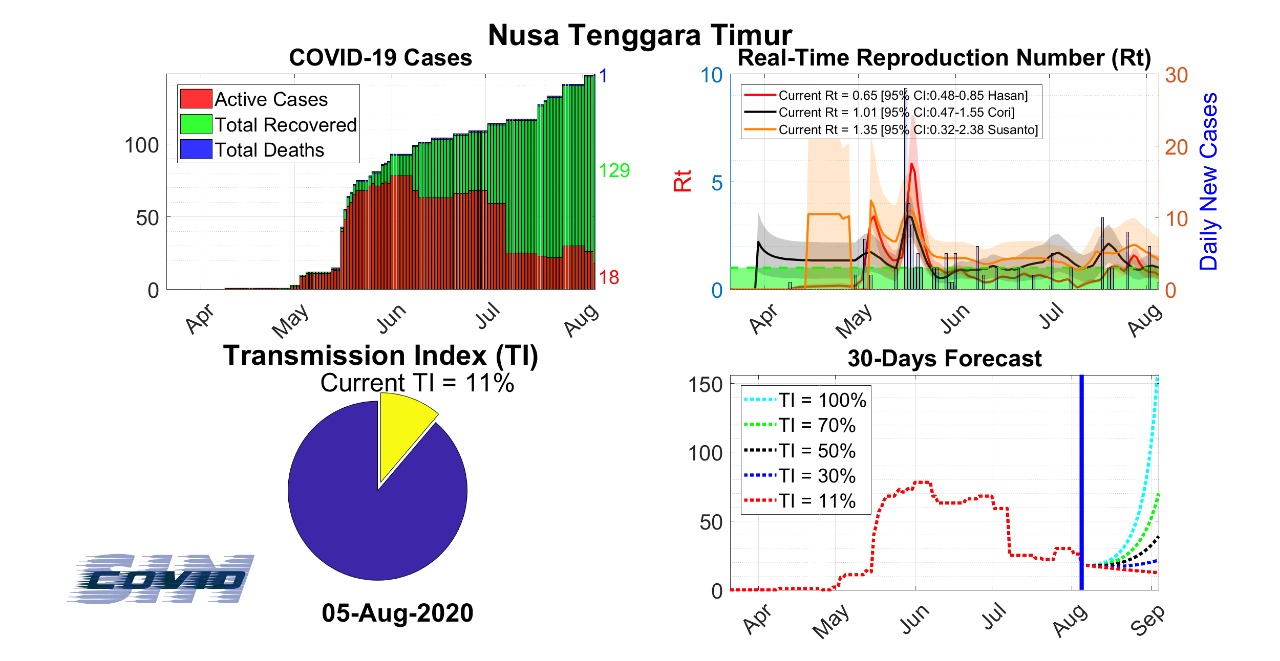 Nusa Tenggara Timur
COVID-19 Cases
Active Cases
Total Recovered
Total Deaths
100
50
0
1
129
18
Apr
May
Jun
Jul
Aug
Real-Time Reproduction Number (Rt)
Current Rt = 0.65 [95% CI:0.48-0.85 Hasan]
Current Rt = 1.01 [95% CI:0.47-1.55 Cori]
Current Rt = 1.35 [95% CI:0.32-2.38 Susanto]
10
5
0
Rt
30
20
10
0
Daily New Cases
Apr
May
Jun
Jul
Aug
Transmission Index (TI)
Current TI = 11%
05-Aug-2020
SIN
COVID
30-Days Forecast
TI = 100%
TI = 70%
TI = 50%
TI = 30%
TI = 11%
150
100
50
0
Apr
May
Jun
Jul
Aug
Sep